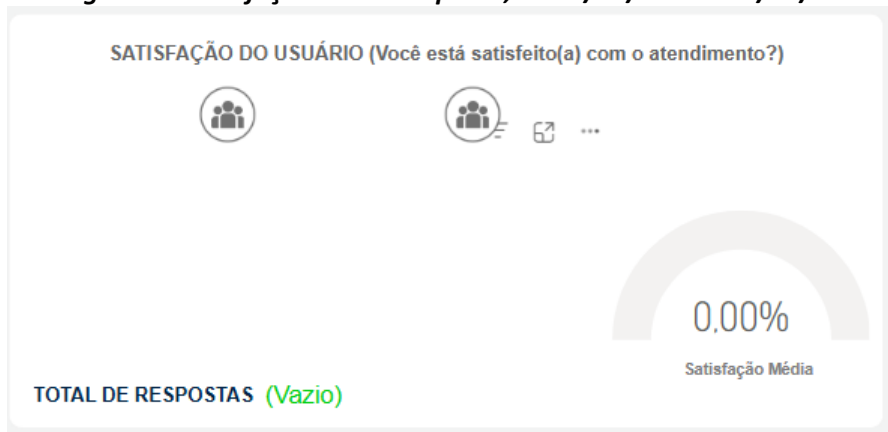 SATISFAÇÃO DO USUÁRIO (Você está satisfeito(a) com o atendimento?)
0,00%
Satisfação Média
TOTAL DE RESPOSTAS (Vazio)